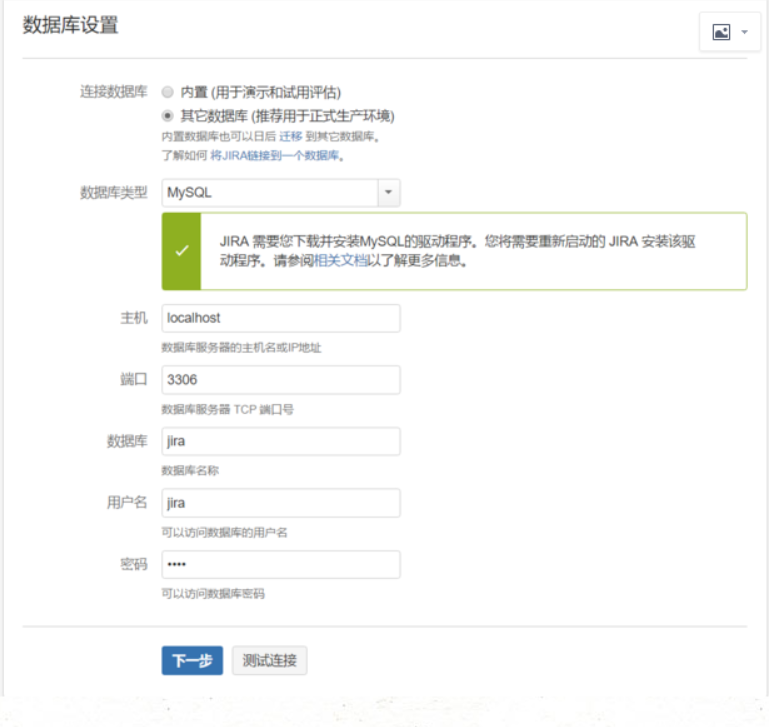 数据库设置
连接数据库 内置 (用于演示和试用评估)
其它数据库 (推荐用于正式生产环境)
内置数据库也可以日后 迁移 到其它数据库。
了解如何 将JIRA链接到一个数据库。
数据库类型 MySQL
JIRA 需要您下载并安装MySQL的驱动程序。您将需要重新启动的 JIRA 安装该驱
动程序。请参阅相关文档以了解更多信息。
主机 localhost
数据库服务器的主机名或IP地址
端口 3306
数据库服务器 TCP 端口号
数据库 jira
数据库名称
用户名 jira
可以访问数据库的用户名
密码 ••••
可以访问数据库密码
下一步 测试连接